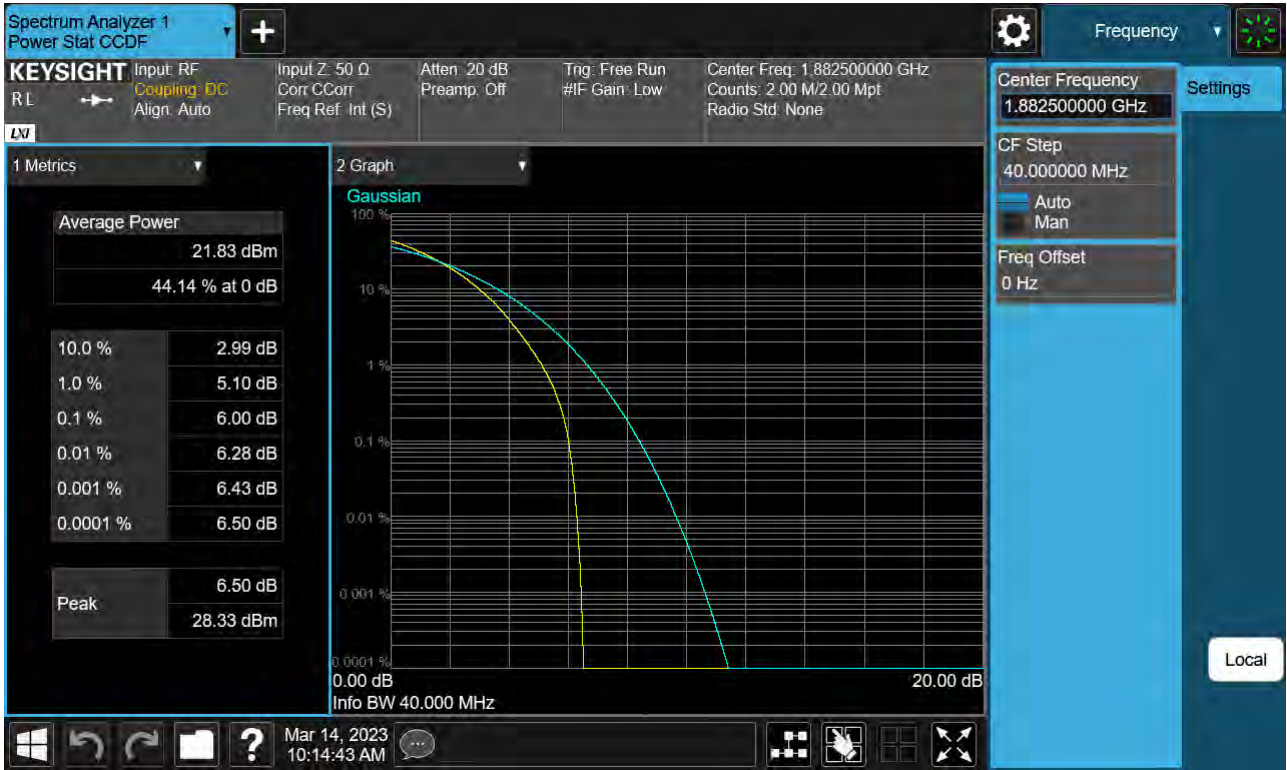 Spectrum Analyzer 1
Power Stat CCDF
Frequency
KEYSIGHT
RL
LXI
Input: RF
Coupling: DC
Align: Auto
Input Z: 50 Ω
Corr CCorr
Freq Ref: Int (S)
Atten: 20 dB
Preamp: Off
Trig: Free Run
#IF Gain: Low
Center Freq: 1.882500000 GHz
Counts: 2.00 M/2.00 Mpt
Radio Std: None
1 Metrics
Average Power
21.83 dBm
44.14 % at 0 dB
10.0 % 2.99 dB
1.0 % 5.10 dB
0.1 % 6.00 dB
0.01 % 6.28 dB
0.001 % 6.43 dB
0.0001 % 6.50 dB
Peak 6.50 dB
28.33 dBm
2 Graph
Gaussian
100 %
10 %
1 %
0.1 %
0.01 %
0.001 %
0.0001 %
0.00 dB 20.00 dB
Info BW 40.000 MHz
Center Frequency
1.882500000 GHz
CF Step
40.000000 MHz
Auto
Man
Freq Offset
0 Hz
Settings
Local
?
Mar 14, 2023
10:14:43 AM